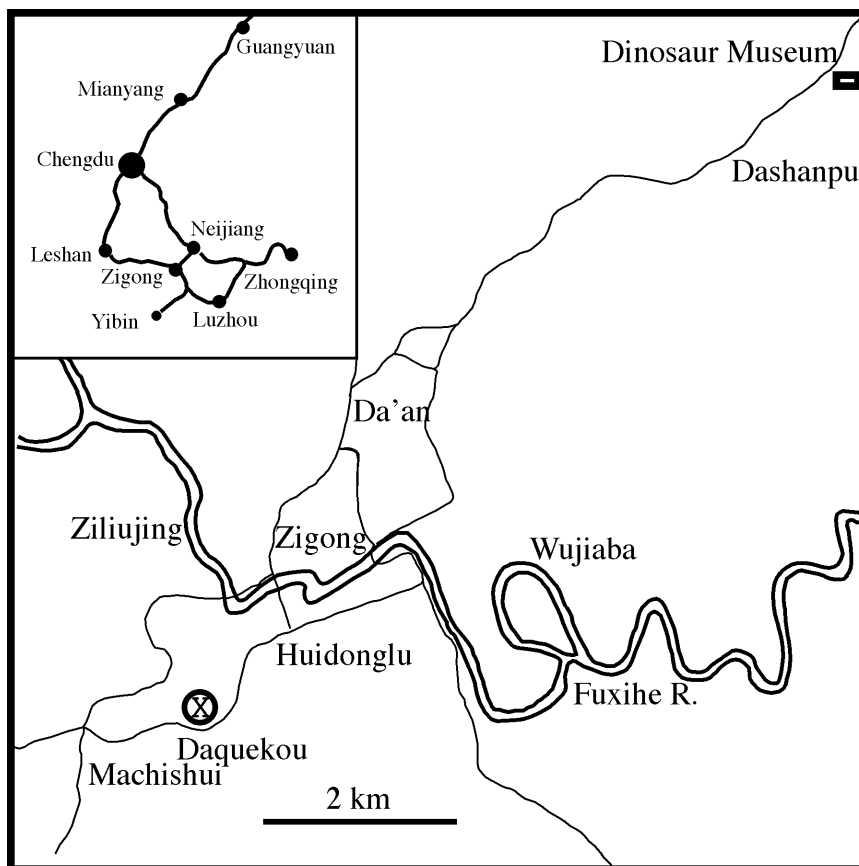 Guangyuan
Dinosaur Museum
Mianyang
Chengdu
Dashanpu
Neijiang
Leshan
Zigong
Zhongqing
Yibin
Luzhou
Da'an
Ziliujing
Zigong
Wujiaba
Huidonglu
Fuxihe R.
X
Daquekou
Machishui
2 km